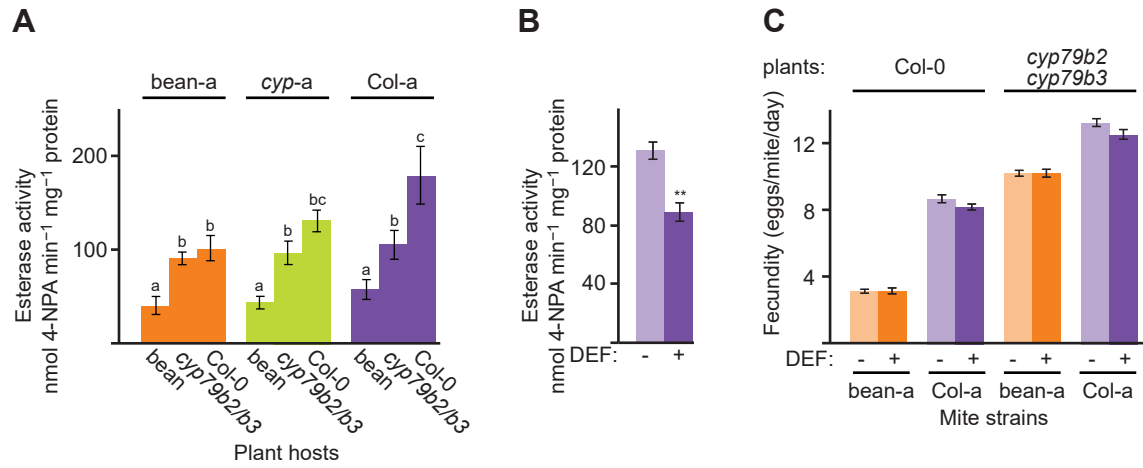 A
bean-a
cyp-a
Col-a
Esterase activity
nmol 4-NPA min⁻¹ mg⁻¹ protein
200
100
a
b
b
a
b
bc
a
b
c
bean
cyp79b2/b3
Col-0
bean
cyp79b2/b3
Col-0
bean
cyp79b2/b3
Col-0
Plant hosts
B
Esterase activity
nmol 4-NPA min⁻¹ mg⁻¹ protein
120
80
40
**
DEF: - +
C
plants:
Col-0
cyp79b2
cyp79b3
Fecundity (eggs/mite/day)
12
8
4
DEF: - + - + - + - +
bean-a
Col-a
bean-a
Col-a
Mite strains